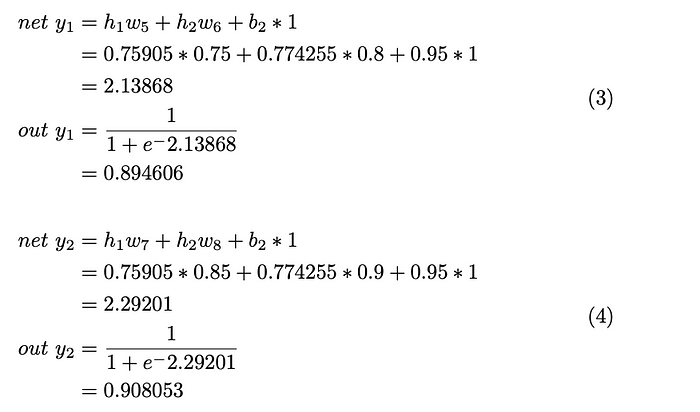 net y₁ = h₁w₅ + h₂w₆ + b₂ * 1
= 0.75905 * 0.75 + 0.774255 * 0.8 + 0.95 * 1
= 2.13868
(3)
out y₁ = 1 / (1 + e⁻2.13868)
= 0.894606
net y₂ = h₁w₇ + h₂w₈ + b₂ * 1
= 0.75905 * 0.85 + 0.774255 * 0.9 + 0.95 * 1
= 2.29201
(4)
out y₂ = 1 / (1 + e⁻2.29201)
= 0.908053